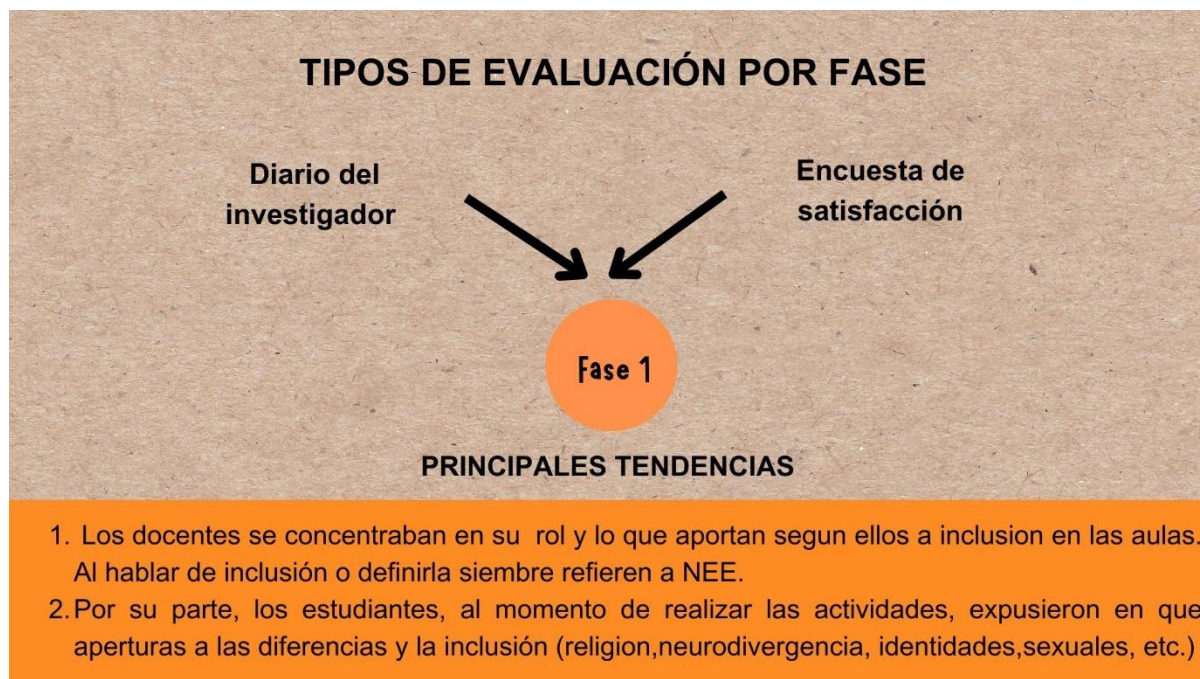 TIPOS DE EVALUACIÓN POR FASE
Diario del
investigador
Encuesta de
satisfacción
Fase 1
PRINCIPALES TENDENCIAS
1. Los docentes se concentraban en su rol y lo que aportan segun ellos a inclusion en las aulas.
Al hablar de inclusión o definirla siembre refieren a NEE.
2. Por su parte, los estudiantes, al momento de realizar las actividades, expusieron en que
aperturas a las diferencias y la inclusión (religion,neurodivergencia, identidades,sexuales, etc.)